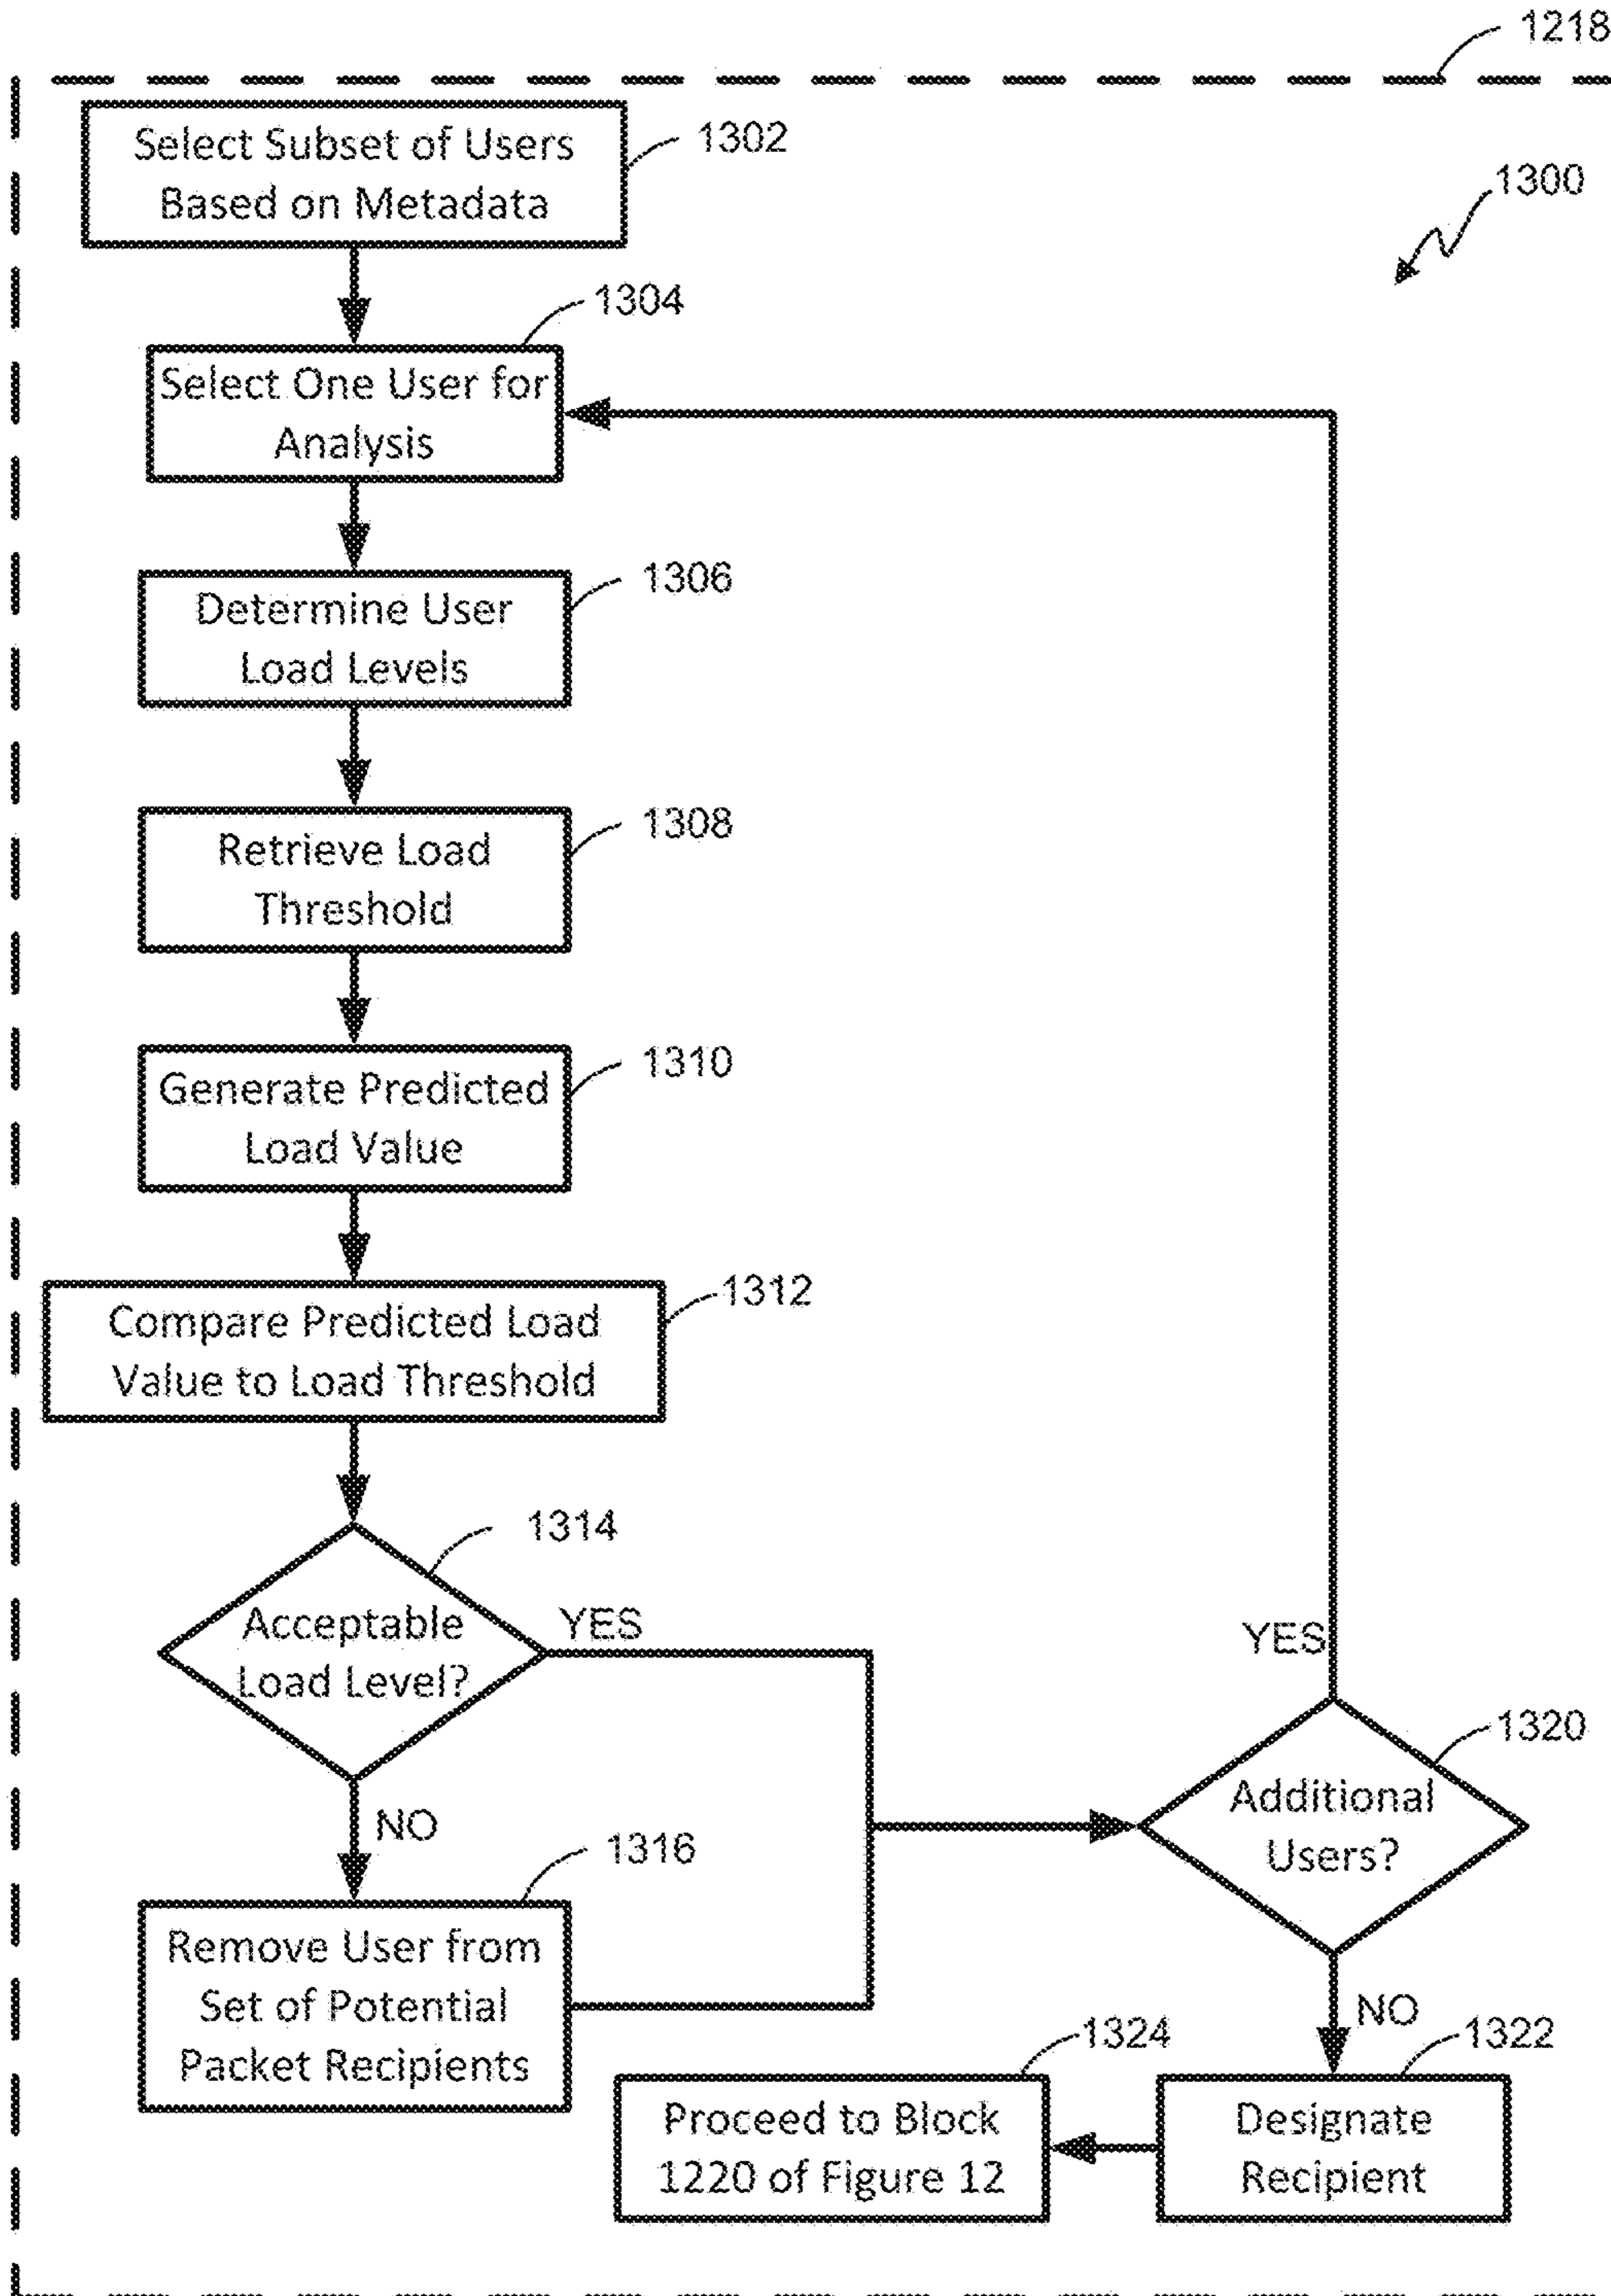 1218
Select Subset of Users
Based on Metadata
1302
1300
1304
Select One User for
Analysis
1306
Determine User
Load Levels
1308
Retrieve Load
Threshold
1310
Generate Predicted
Load Value
1312
Compare Predicted Load
Value to Load Threshold
1314
Acceptable
Load Level?
YES
YES
1320
Additional
Users?
NO
1316
Remove User from
Set of Potential
Packet Recipients
NO
1324
1322
Proceed to Block
1220 of Figure 12
Designate
Recipient